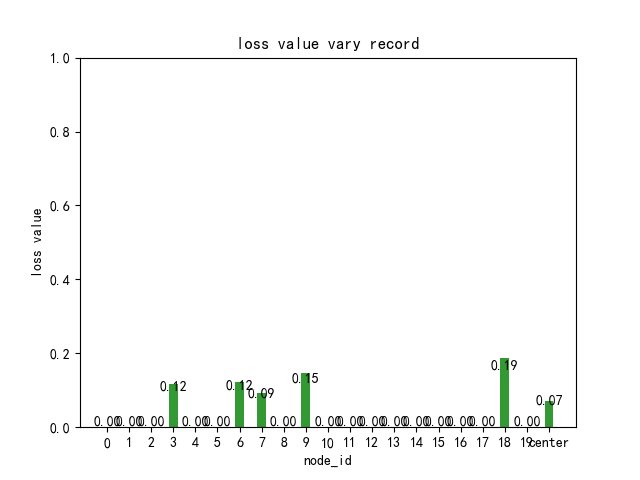 loss value vary record
1.0
0.8
0.6
0.4
0.2
0.0
loss value
0.00 0.00 0.00 0.12 0.00 0.00 0.12 0.09 0.00 0.15 0.00 0.00 0.00 0.00 0.00 0.00 0.00 0.00 0.19 0.00 0.07
0 1 2 3 4 5 6 7 8 9 10 11 12 13 14 15 16 17 18 19 center
node_id